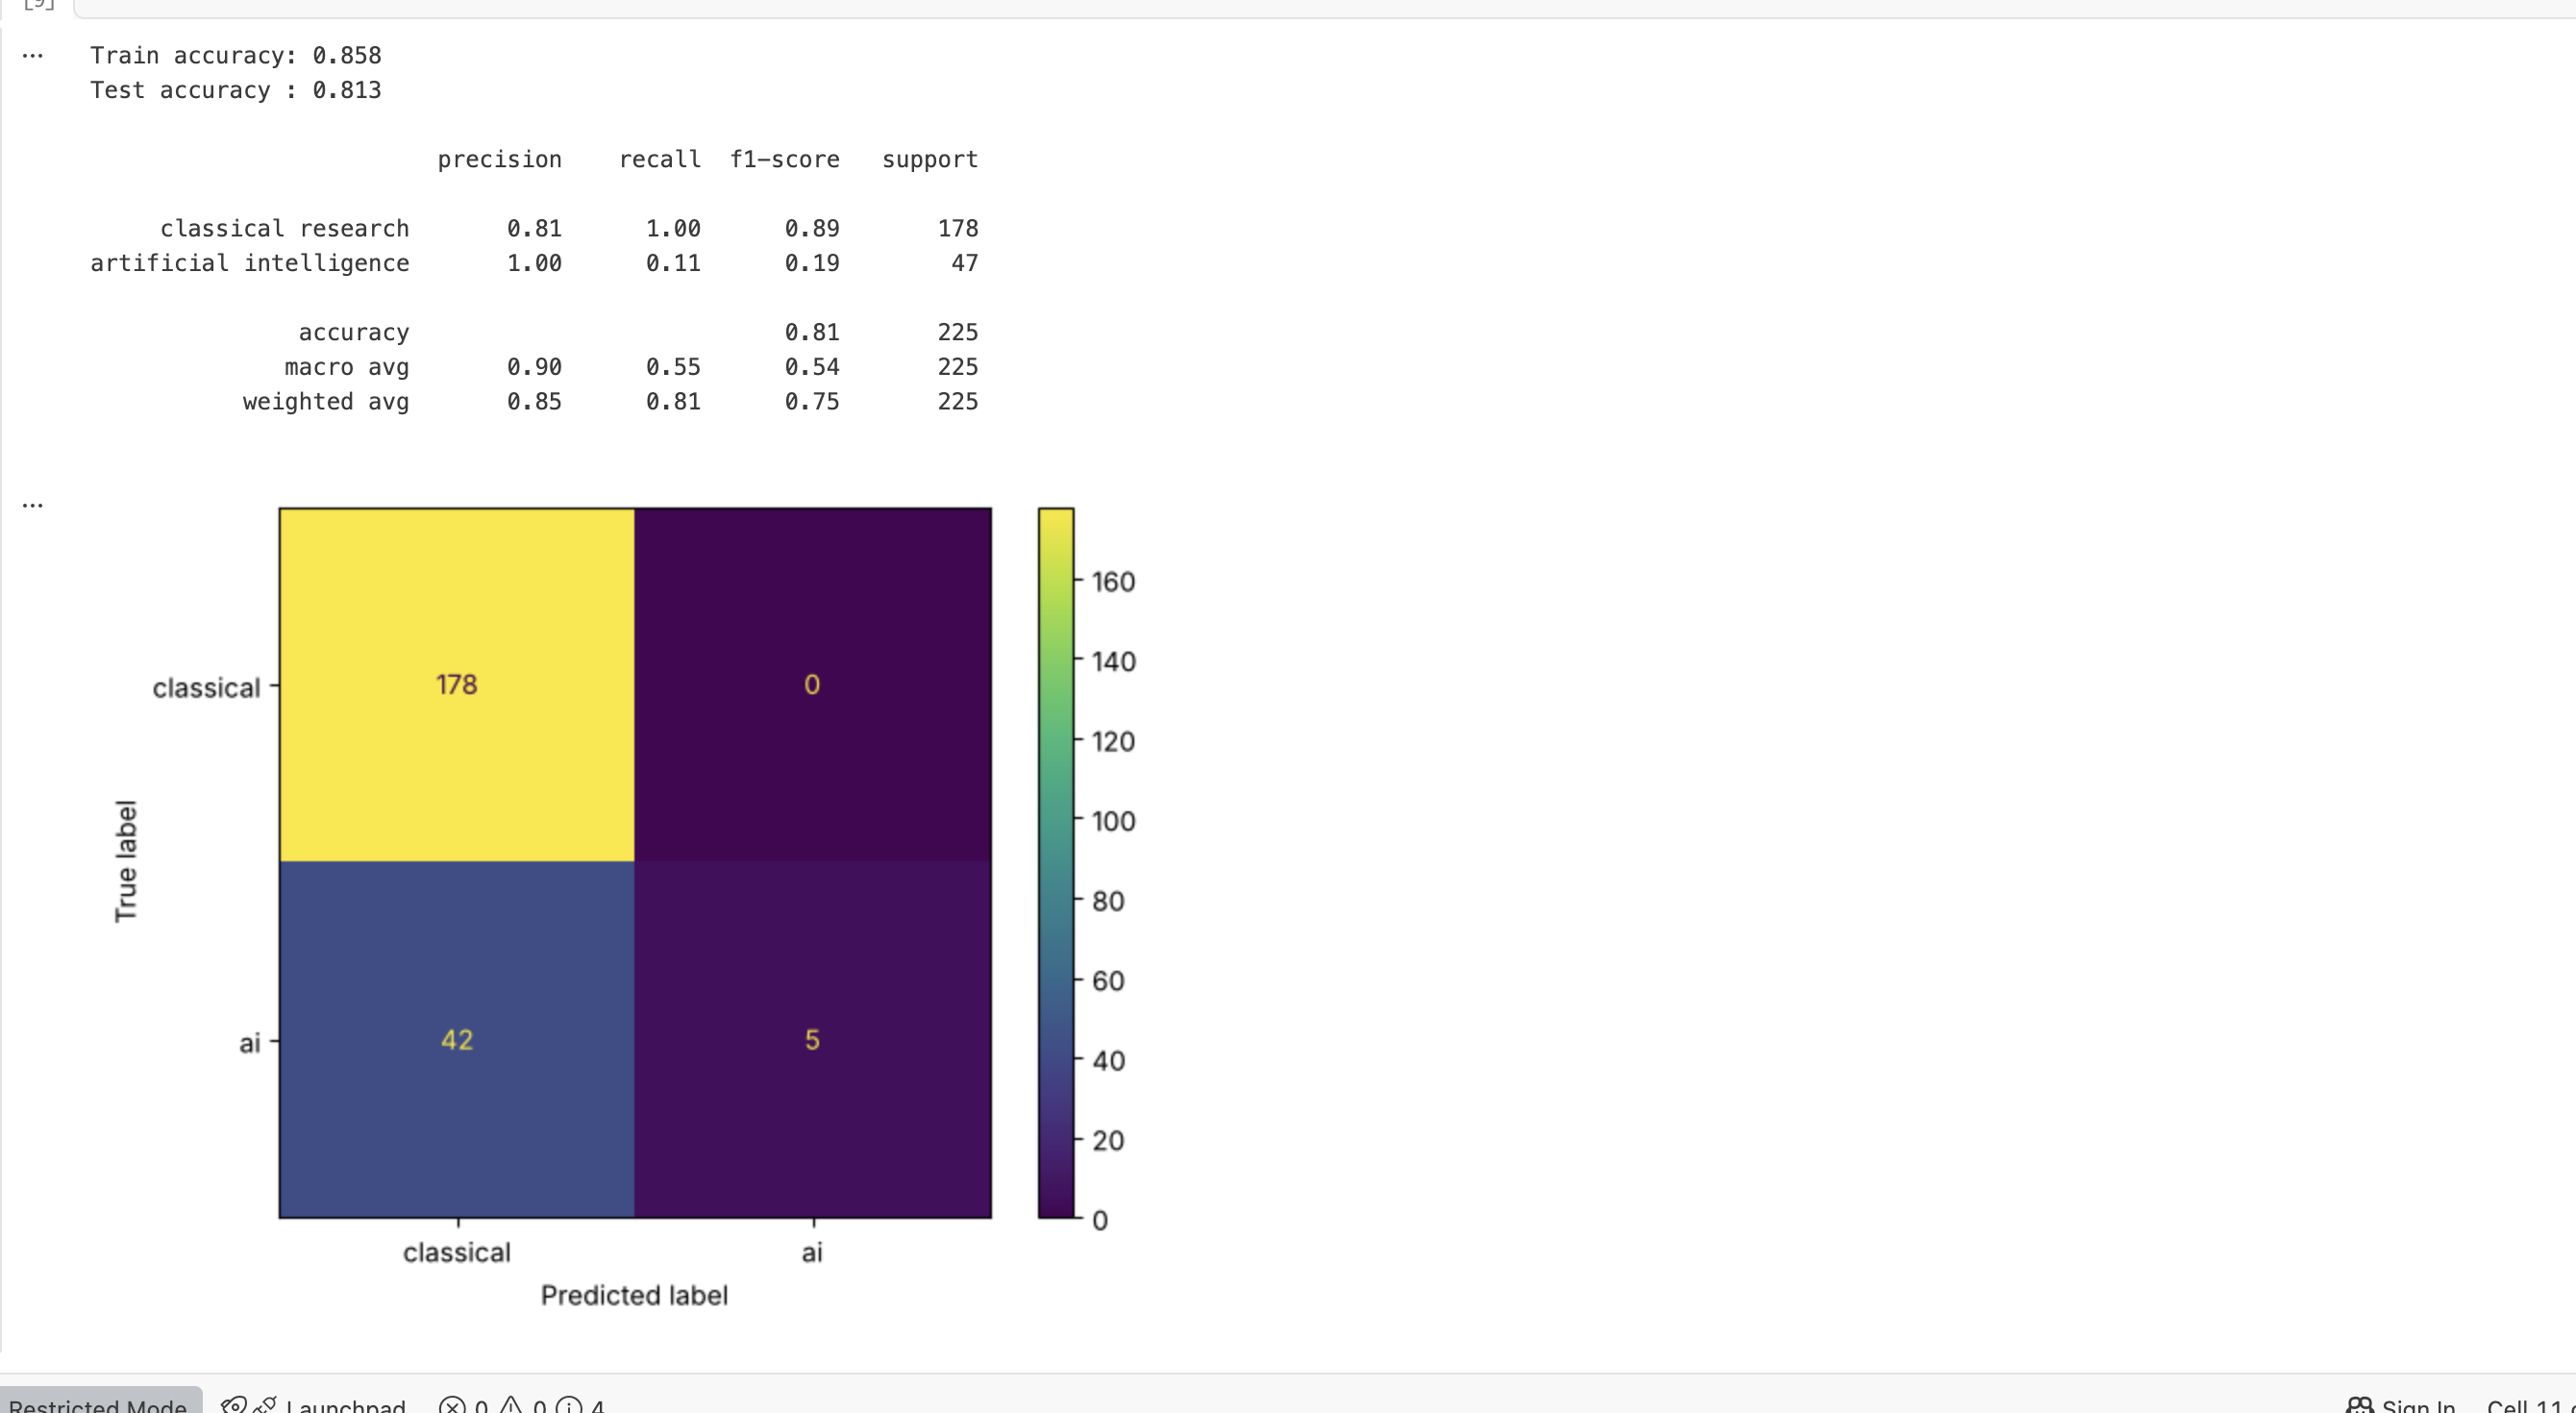 [9]
Train accuracy: 0.858
Test accuracy : 0.813
precision recall f1-score support
classical research 0.81 1.00 0.89 178
artificial intelligence 1.00 0.11 0.19 47
accuracy 0.81 225
macro avg 0.90 0.55 0.54 225
weighted avg 0.85 0.81 0.75 225
178 0
42 5
classical
ai
True label
classical ai
Predicted label
160
140
120
100
80
60
40
20
0
Restricted Mode Launchpad 0 0 4 Sign In Cell 11